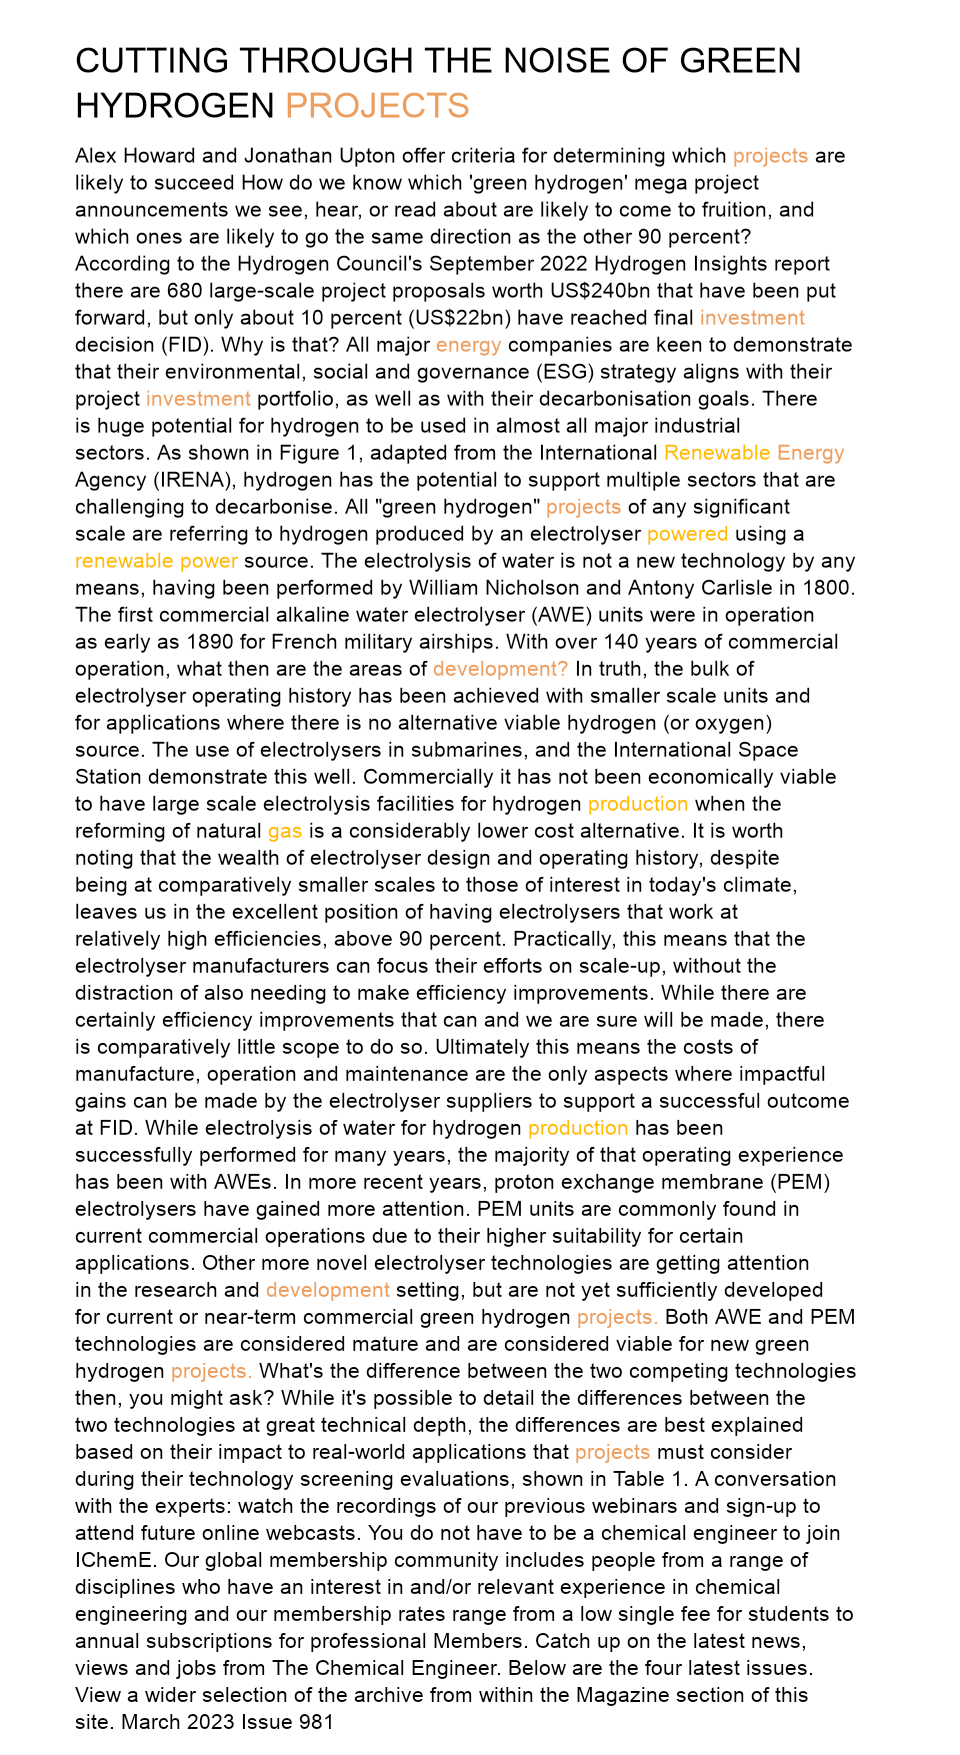 CUTTING THROUGH THE NOISE OF GREEN
HYDROGEN PROJECTS
Alex Howard and Jonathan Upton offer criteria for determining which projects are
likely to succeed How do we know which 'green hydrogen' mega project
announcements we see, hear, or read about are likely to come to fruition, and
which ones are likely to go the same direction as the other 90 percent?
According to the Hydrogen Council's September 2022 Hydrogen Insights report
there are 680 large-scale project proposals worth US$240bn that have been put
forward, but only about 10 percent (US$22bn) have reached final investment
decision (FID). Why is that? All major energy companies are keen to demonstrate
that their environmental, social and governance (ESG) strategy aligns with their
project investment portfolio, as well as with their decarbonisation goals. There
is huge potential for hydrogen to be used in almost all major industrial
sectors. As shown in Figure 1, adapted from the International Renewable Energy
Agency (IRENA), hydrogen has the potential to support multiple sectors that are
challenging to decarbonise. All "green hydrogen" projects of any significant
scale are referring to hydrogen produced by an electrolyser powered using a
renewable power source. The electrolysis of water is not a new technology by any
means, having been performed by William Nicholson and Antony Carlisle in 1800.
The first commercial alkaline water electrolyser (AWE) units were in operation
as early as 1890 for French military airships. With over 140 years of commercial
operation, what then are the areas of development? In truth, the bulk of
electrolyser operating history has been achieved with smaller scale units and
for applications where there is no alternative viable hydrogen (or oxygen)
source. The use of electrolysers in submarines, and the International Space
Station demonstrate this well. Commercially it has not been economically viable
to have large scale electrolysis facilities for hydrogen production when the
reforming of natural gas is a considerably lower cost alternative. It is worth
noting that the wealth of electrolyser design and operating history, despite
being at comparatively smaller scales to those of interest in today's climate,
leaves us in the excellent position of having electrolysers that work at
relatively high efficiencies, above 90 percent. Practically, this means that the
electrolyser manufacturers can focus their efforts on scale-up, without the
distraction of also needing to make efficiency improvements. While there are
certainly efficiency improvements that can and we are sure will be made, there
is comparatively little scope to do so. Ultimately this means the costs of
manufacture, operation and maintenance are the only aspects where impactful
gains can be made by the electrolyser suppliers to support a successful outcome
at FID. While electrolysis of water for hydrogen production has been
successfully performed for many years, the majority of that operating experience
has been with AWEs. In more recent years, proton exchange membrane (PEM)
electrolysers have gained more attention. PEM units are commonly found in
current commercial operations due to their higher suitability for certain
applications. Other more novel electrolyser technologies are getting attention
in the research and development setting, but are not yet sufficiently developed
for current or near-term commercial green hydrogen projects. Both AWE and PEM
technologies are considered mature and are considered viable for new green
hydrogen projects. What's the difference between the two competing technologies
then, you might ask? While it's possible to detail the differences between the
two technologies at great technical depth, the differences are best explained
based on their impact to real-world applications that projects must consider
during their technology screening evaluations, shown in Table 1. A conversation
with the experts: watch the recordings of our previous webinars and sign-up to
attend future online webcasts. You do not have to be a chemical engineer to join
IChemE. Our global membership community includes people from a range of
disciplines who have an interest in and/or relevant experience in chemical
engineering and our membership rates range from a low single fee for students to
annual subscriptions for professional Members. Catch up on the latest news,
views and jobs from The Chemical Engineer. Below are the four latest issues.
View a wider selection of the archive from within the Magazine section of this
site. March 2023 Issue 981